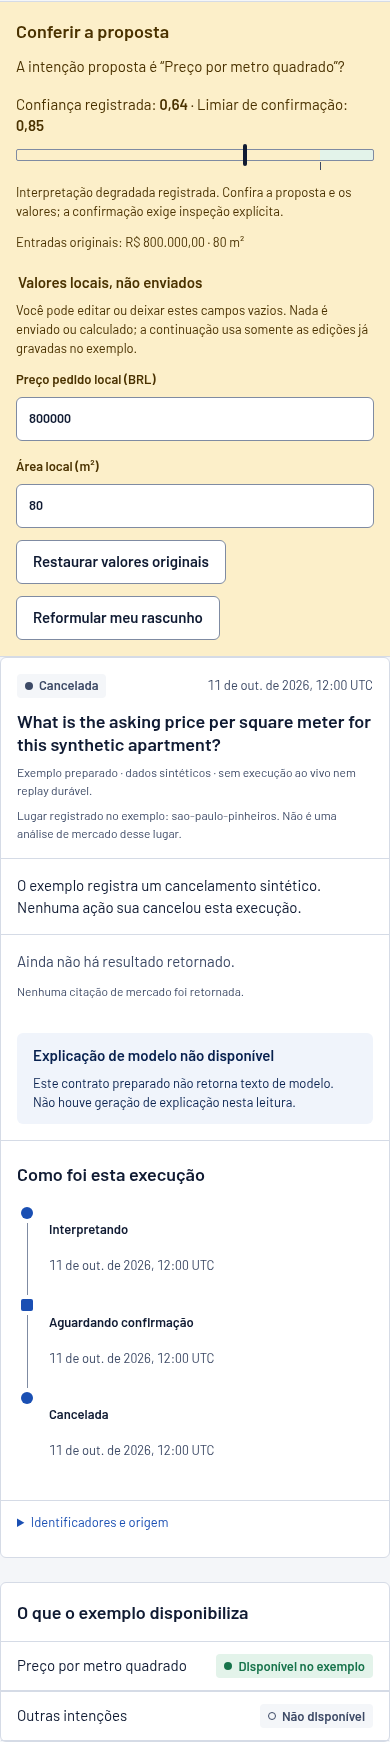 Conferir a proposta
A intenção proposta é “Preço por metro quadrado”?
Confiança registrada: 0,64 · Limiar de confirmação:
0,85
Interpretação degradada registrada. Confira a proposta e os
valores; a confirmação exige inspeção explícita.
Entradas originais: R$ 800.000,00 · 80 m²
Valores locais, não enviados
Você pode editar ou deixar estes campos vazios. Nada é
enviado ou calculado; a continuação usa somente as edições já
gravadas no exemplo.
Preço pedido local (BRL)
800000
Área local (m²)
80
Restaurar valores originais
Reformular meu rascunho
Cancelada
11 de out. de 2026, 12:00 UTC
What is the asking price per square meter for
this synthetic apartment?
Exemplo preparado · dados sintéticos · sem execução ao vivo nem
replay durável.
Lugar registrado no exemplo: sao-paulo-pinheiros. Não é uma
análise de mercado desse lugar.
O exemplo registra um cancelamento sintético.
Nenhuma ação sua cancelou esta execução.
Ainda não há resultado retornado.
Nenhuma citação de mercado foi retornada.
Explicação de modelo não disponível
Este contrato preparado não retorna texto de modelo.
Não houve geração de explicação nesta leitura.
Como foi esta execução
Interpretando
11 de out. de 2026, 12:00 UTC
Aguardando confirmação
11 de out. de 2026, 12:00 UTC
Cancelada
11 de out. de 2026, 12:00 UTC
Identificadores e origem
O que o exemplo disponibiliza
Preço por metro quadrado
Disponível no exemplo
Outras intenções
Não disponível